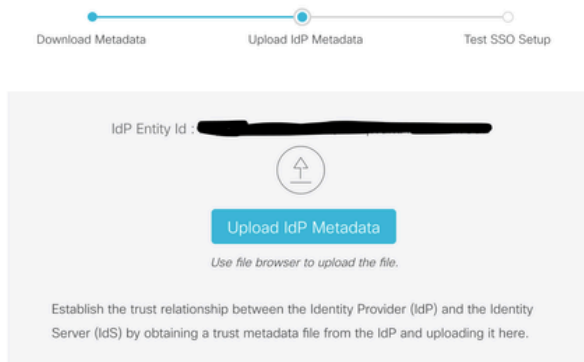 Download Metadata Upload IdP Metadata Test SSO Setup
IdP Entity Id :
Upload IdP Metadata
Use file browser to upload the file.
Establish the trust relationship between the Identity Provider (IdP) and the Identity
Server (IdS) by obtaining a trust metadata file from the IdP and uploading it here.